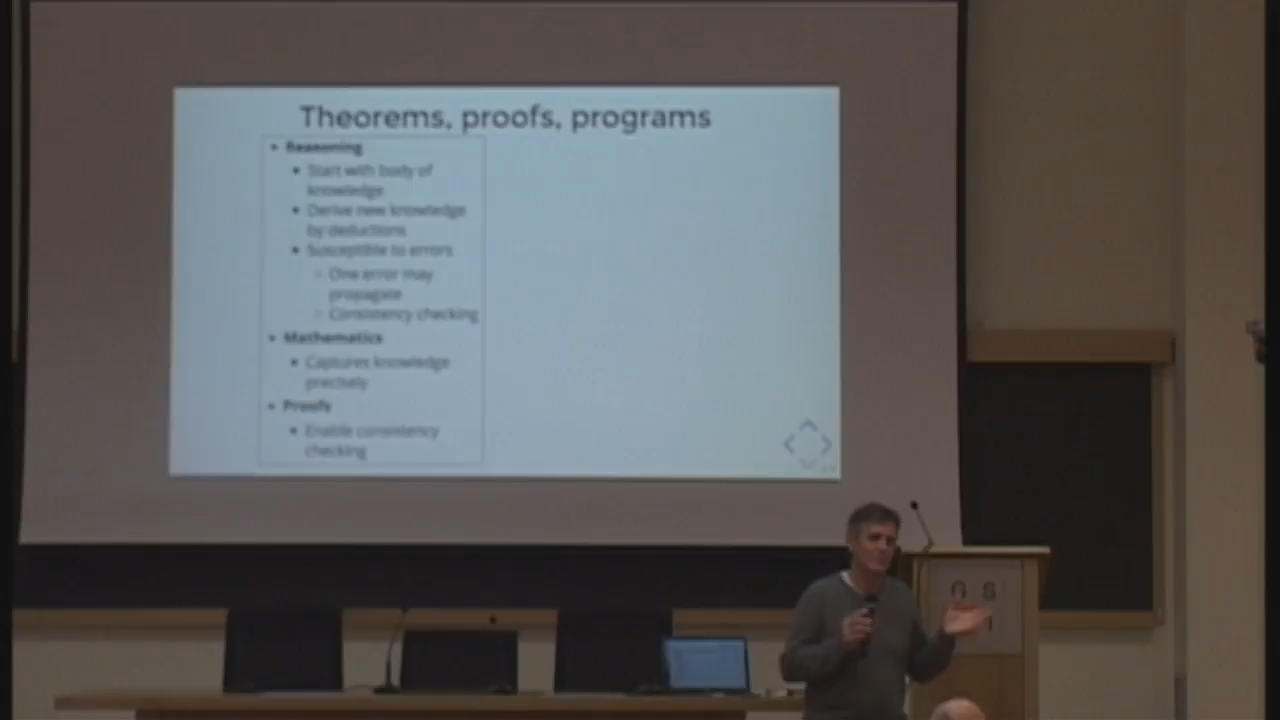 Theorems, proofs, programs
Reasoning
Start with body of
knowledge
Derive new knowledge
by deductions
Susceptible to errors
One error may
propagate
Consistency checking
Mathematics
Captures knowledge
precisely
Proofs
Enable consistency
checking
G S
I